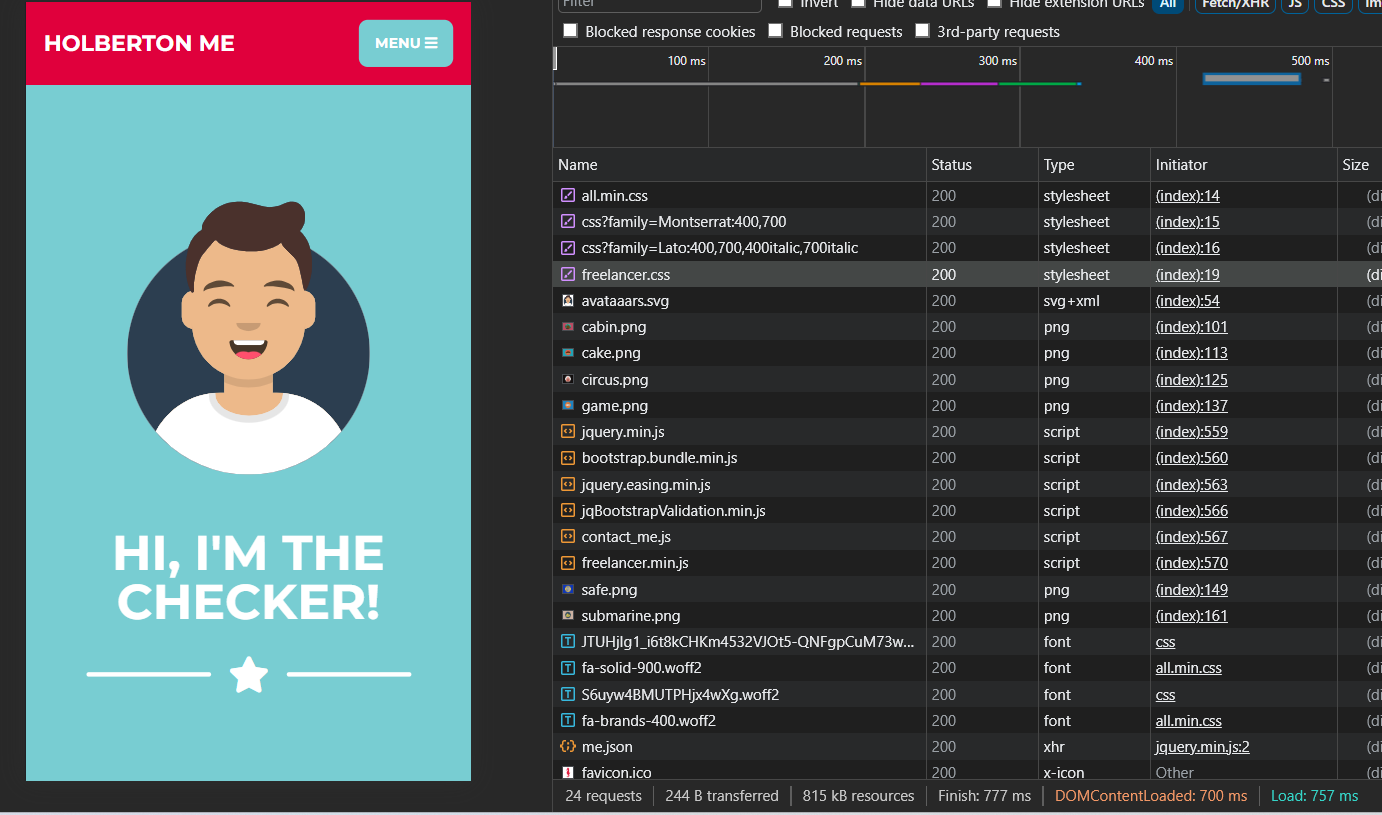 HOLBERTON ME
MENU
HI, I'M THE
CHECKER!
Filter
Invert
Hide data URLs
Hide extension URLs
All
Fetch/XHR
JS
CSS
Im
Blocked response cookies
Blocked requests
3rd-party requests
100 ms
200 ms
300 ms
400 ms
500 ms
Name Status Type Initiator Size
all.min.css 200 stylesheet (index):14 (di
css?family=Montserrat:400,700 200 stylesheet (index):15 (di
css?family=Lato:400,700,400italic,700italic 200 stylesheet (index):16 (di
freelancer.css 200 stylesheet (index):19 (di
avataaars.svg 200 svg+xml (index):54 (di
cabin.png 200 png (index):101 (di
cake.png 200 png (index):113 (di
circus.png 200 png (index):125 (di
game.png 200 png (index):137 (di
jquery.min.js 200 script (index):559 (di
bootstrap.bundle.min.js 200 script (index):560 (di
jquery.easing.min.js 200 script (index):563 (di
jqBootstrapValidation.min.js 200 script (index):566 (di
contact_me.js 200 script (index):567 (di
freelancer.min.js 200 script (index):570 (di
safe.png 200 png (index):149 (di
submarine.png 200 png (index):161 (di
JTUHjIg1_i6t8kCHKm4532VJOt5-QNFgpCuM73w... 200 font css (di
fa-solid-900.woff2 200 font all.min.css (di
S6uyw4BMUTPHjx4wXg.woff2 200 font css (di
fa-brands-400.woff2 200 font all.min.css (di
me.json 200 xhr jquery.min.js:2 (di
favicon.ico 200 x-icon Other (di
24 requests 244 B transferred 815 kB resources Finish: 777 ms DOMContentLoaded: 700 ms Load: 757 ms